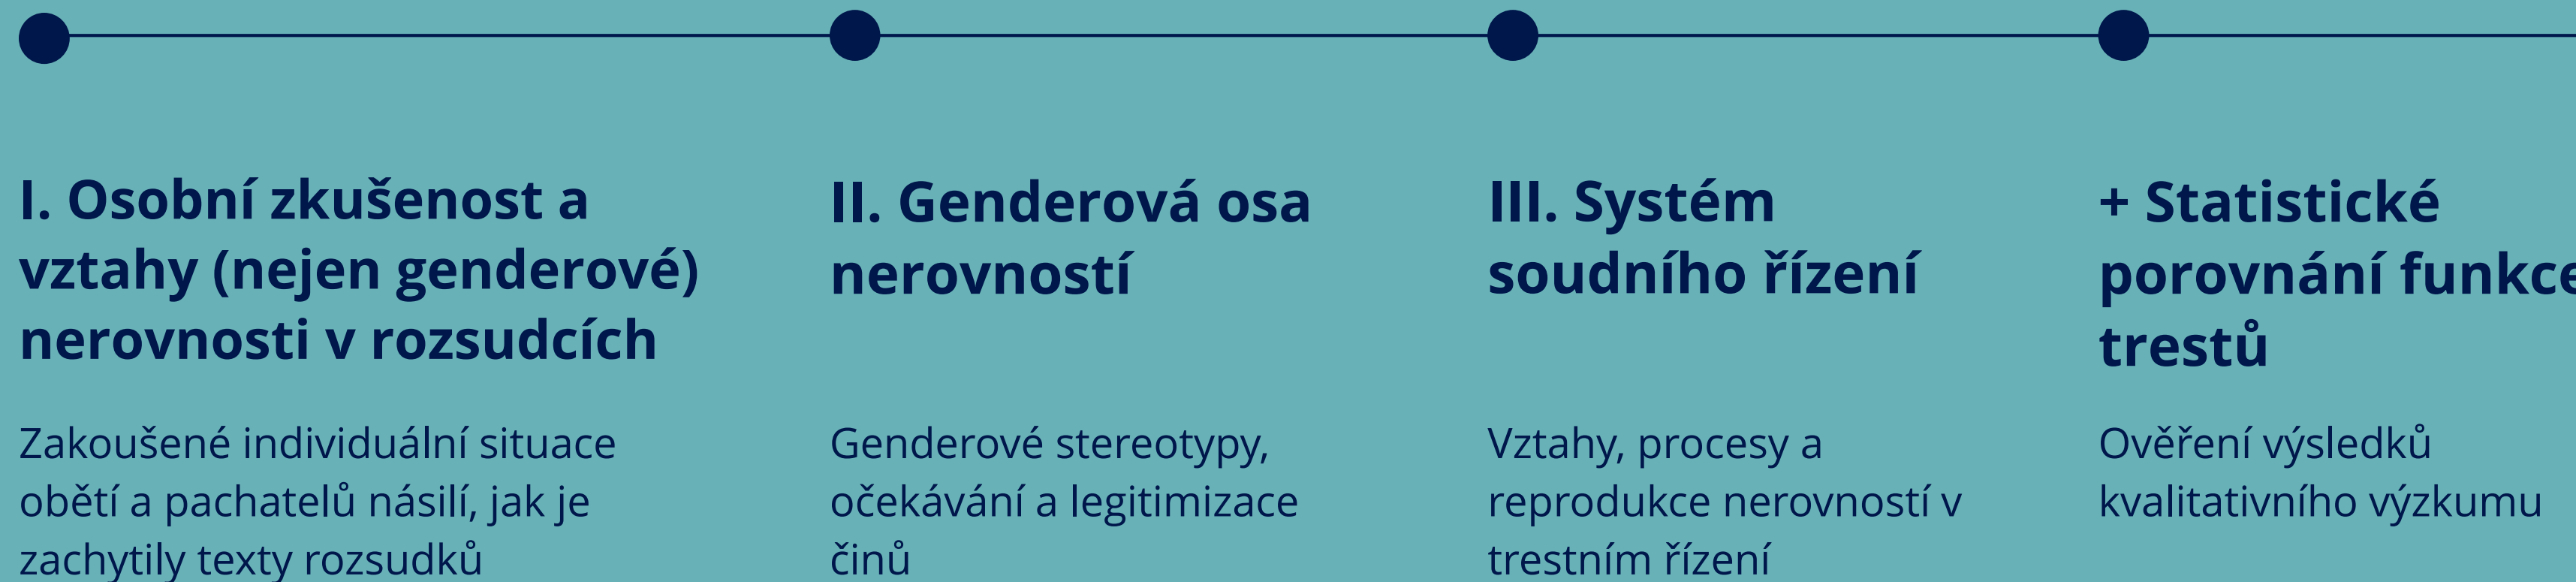 I. Osobní zkušenost a
vztahy (nejen genderové)
nerovnosti v rozsudcích
Zakoušené individuální situace
obětí a pachatelů násilí, jak je
zachytily texty rozsudků
II. Genderová osa
nerovností
Genderové stereotypy,
očekávání a legitimizace
činů
III. Systém
soudního řízení
Vztahy, procesy a
reprodukce nerovností v
trestním řízení
+ Statistické
porovnání funkce
trestů
Ověření výsledků
kvalitativního výzkumu